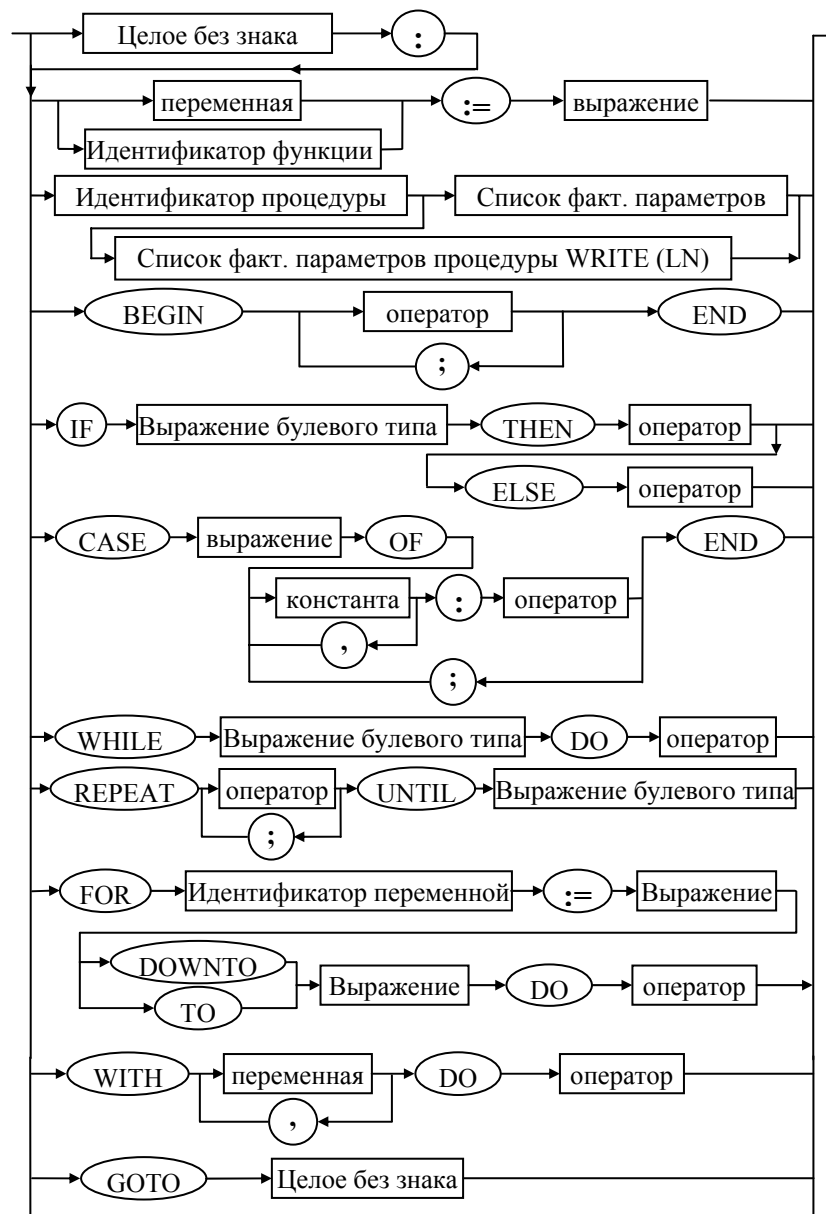 Целое без знака :
переменная := выражение
Идентификатор функции
Идентификатор процедуры Список факт. параметров
Список факт. параметров процедуры WRITE (LN)
BEGIN оператор END
;
IF Выражение булевого типа THEN оператор
ELSE оператор
CASE выражение OF END
константа : оператор
,
;
WHILE Выражение булевого типа DO оператор
REPEAT оператор UNTIL Выражение булевого типа
;
FOR Идентификатор переменной := Выражение
DOWNTO
TO Выражение DO оператор
WITH переменная DO оператор
,
GOTO Целое без знака